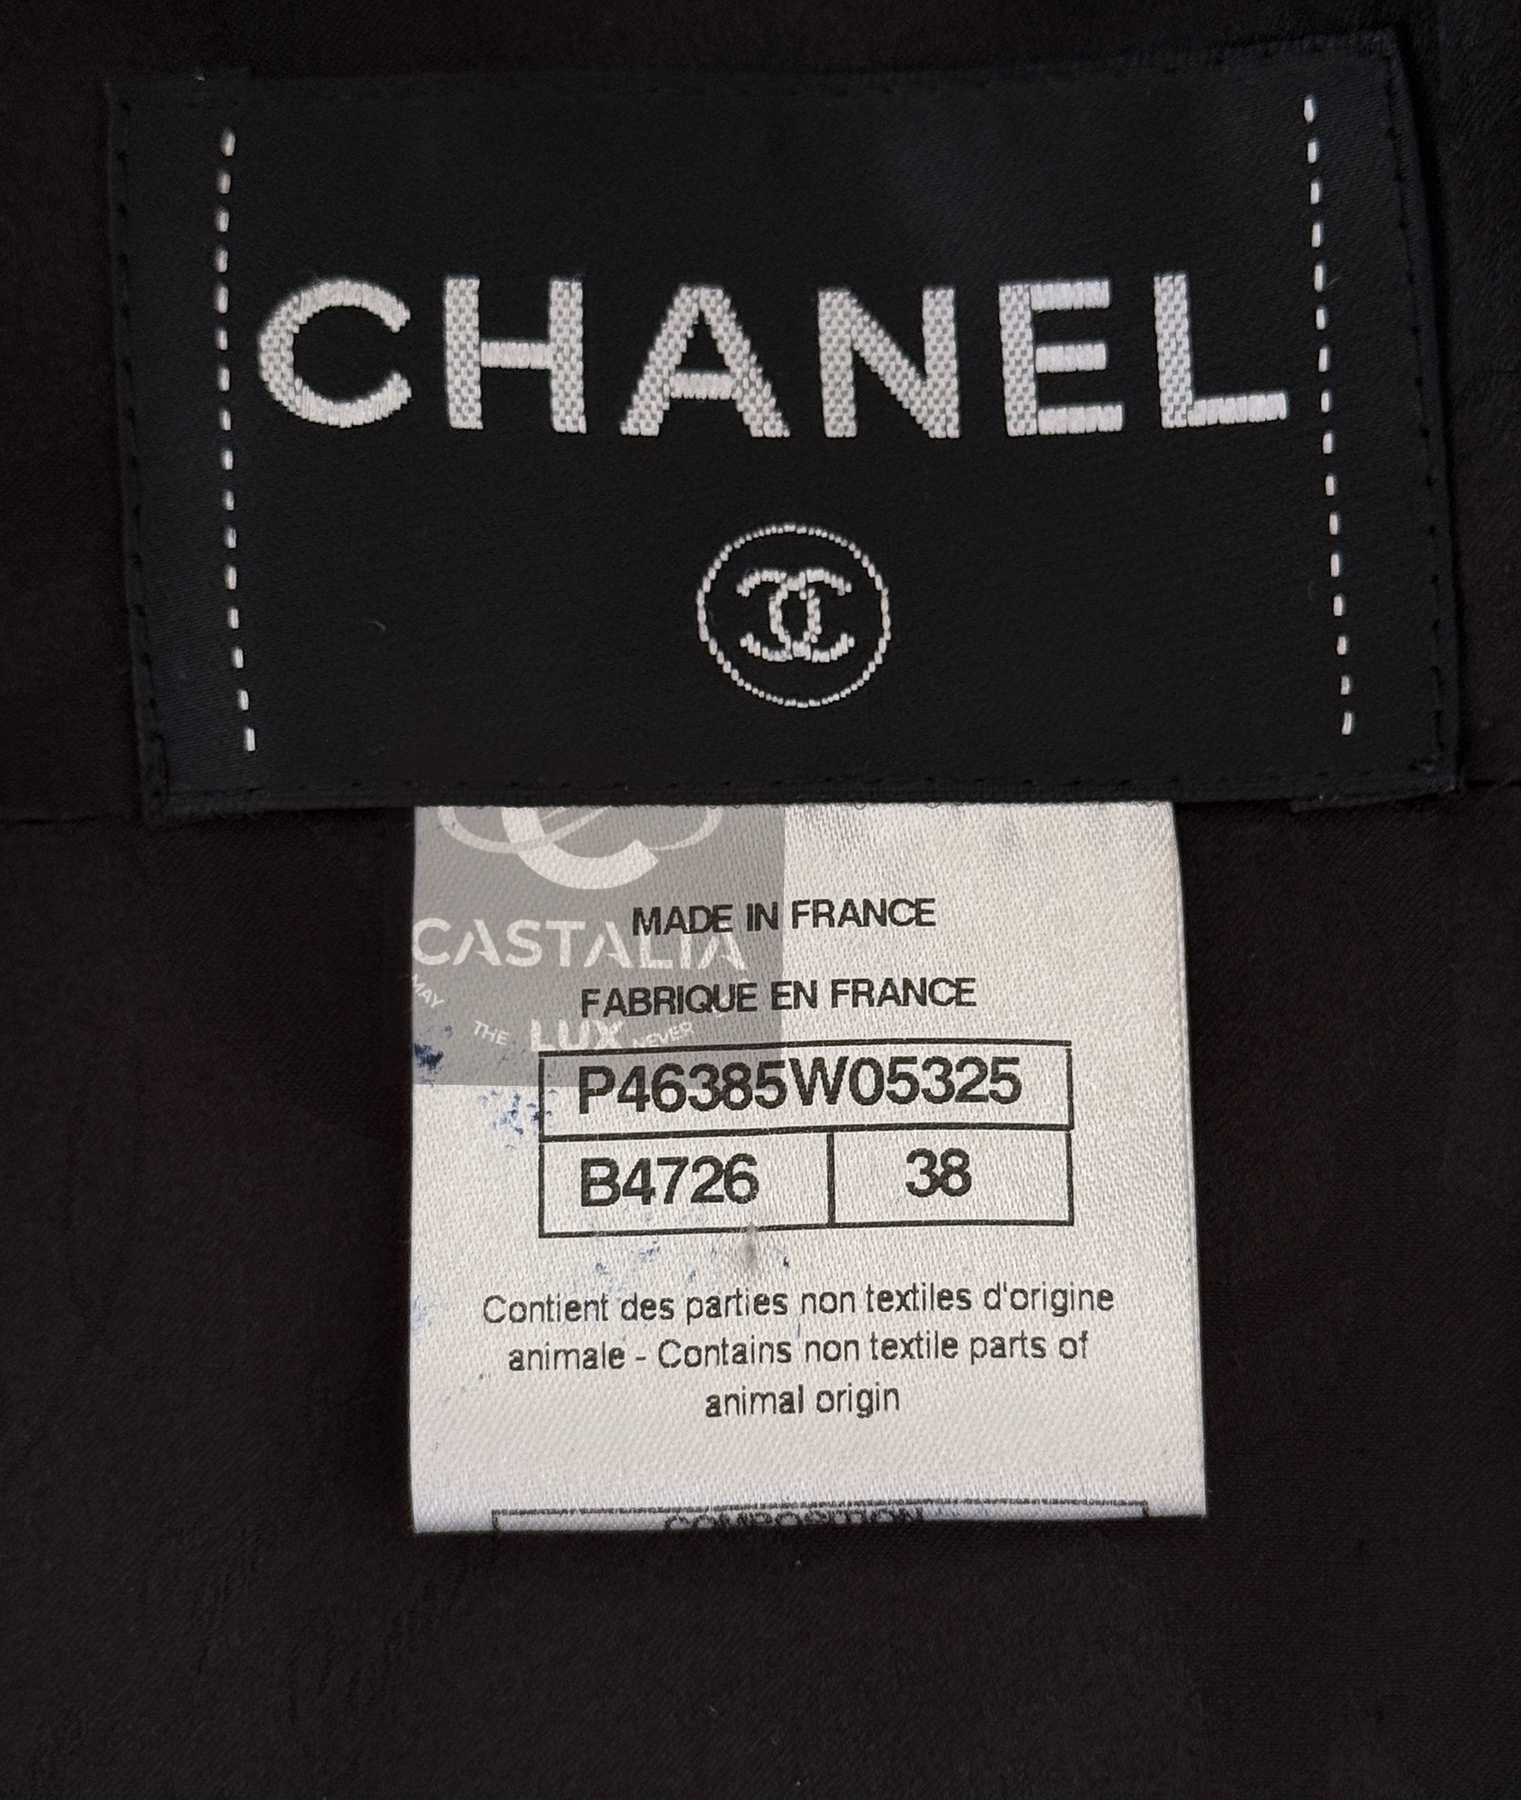 CHANEL
CASTALIA
MAY THE LUX NEVER
MADE IN FRANCE
FABRIQUE EN FRANCE
P46385W05325
B4726 38
Contient des parties non textiles d'origine
animale - Contains non textile parts of
animal origin
COMPOSITION